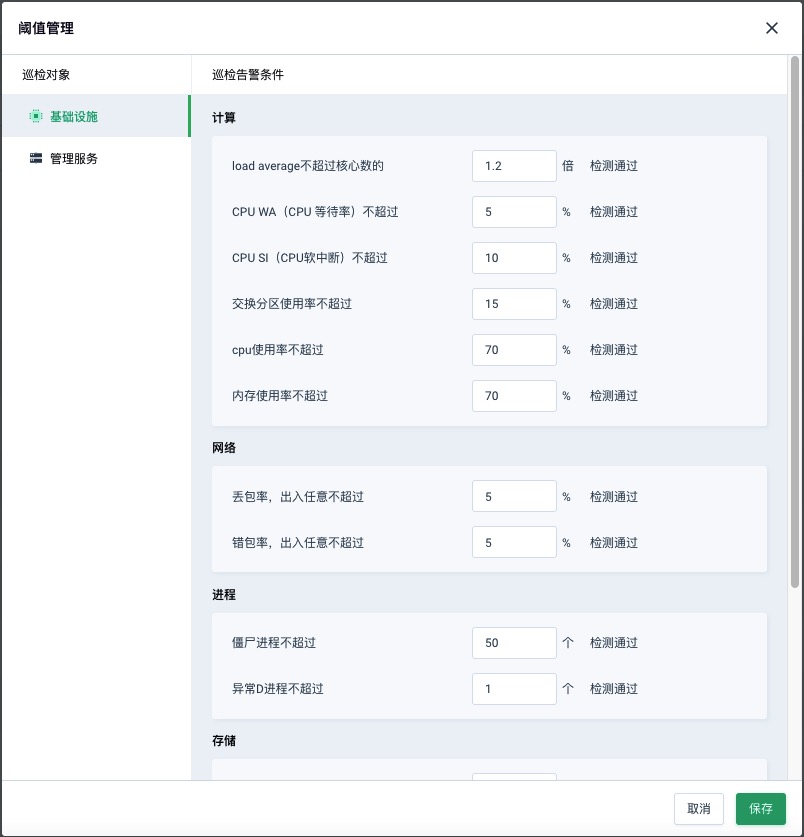 阈值管理
巡检对象
巡检告警条件
基础设施
管理服务
计算
load average不超过核心数的 1.2 倍 检测通过
CPU WA（CPU 等待率）不超过 5 % 检测通过
CPU SI（CPU软中断）不超过 10 % 检测通过
交换分区使用率不超过 15 % 检测通过
cpu使用率不超过 70 % 检测通过
内存使用率不超过 70 % 检测通过
网络
丢包率，出入任意不超过 5 % 检测通过
错包率，出入任意不超过 5 % 检测通过
进程
僵尸进程不超过 50 个 检测通过
异常D进程不超过 1 个 检测通过
存储
取消 保存